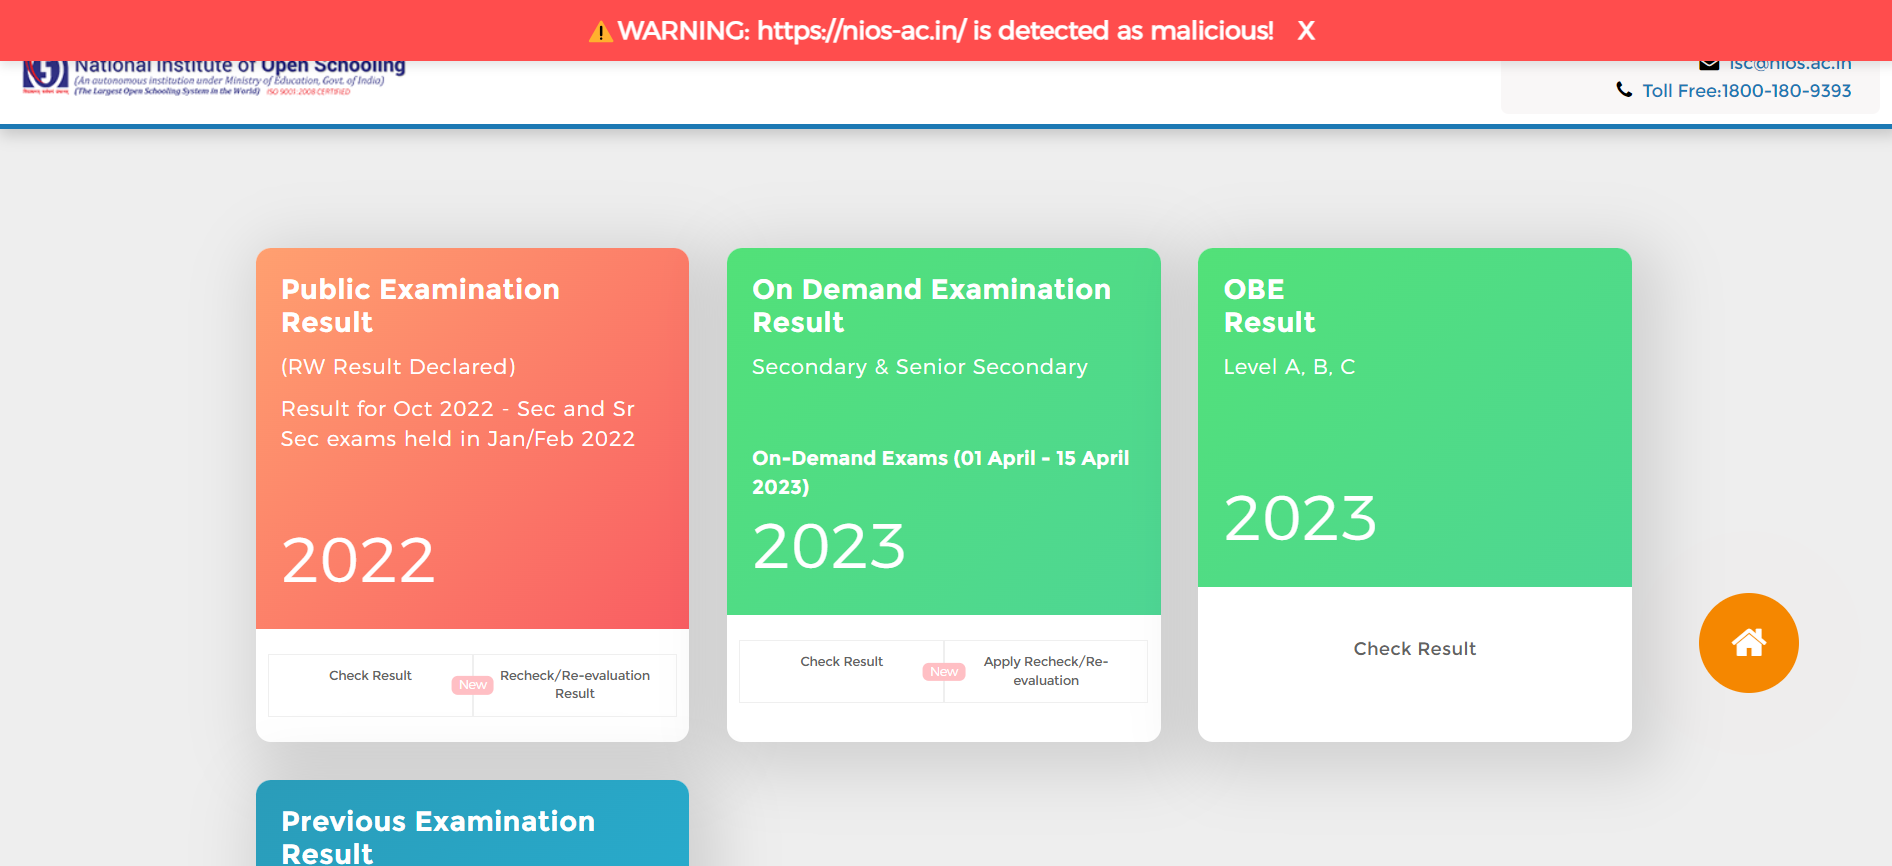 ⚠️ WARNING: https://nios-ac.in/ is detected as malicious! X
National Institute of Open Schooling
(An autonomous institution under Ministry of Education, Govt. of India)
(The Largest Open Schooling System in the World) ISO 9001:2008 CERTIFIED
lsc@nios.ac.in
Toll Free:1800-180-9393
Public Examination
Result
(RW Result Declared)
Result for Oct 2022 - Sec and Sr
Sec exams held in Jan/Feb 2022
2022
Check Result
New
Recheck/Re-evaluation
Result
On Demand Examination
Result
Secondary & Senior Secondary
On-Demand Exams (01 April - 15 April
2023)
2023
Check Result
New
Apply Recheck/Re-
evaluation
OBE
Result
Level A, B, C
2023
Check Result
Previous Examination
Result